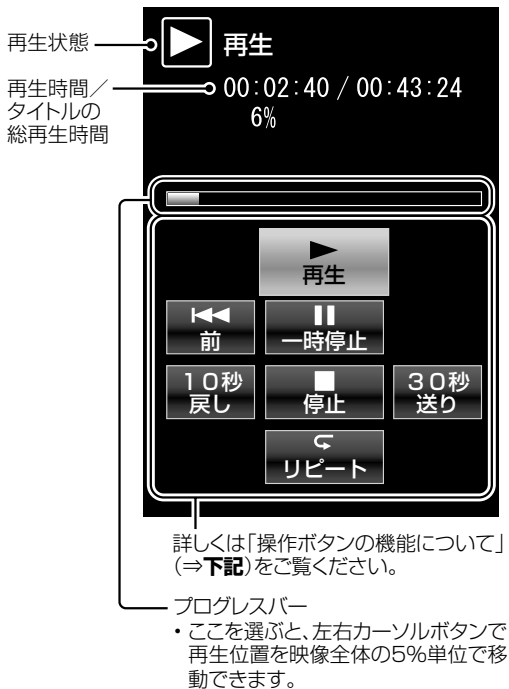 再生状態
再生
再生時間／
タイトルの
総再生時間
00:02:40 / 00:43:24
6%
再生
前
一時停止
10秒
戻し
停止
30秒
送り
リピート
詳しくは「操作ボタンの機能について」
(⇒下記)をご覧ください。
プログレスバー
・ここを選ぶと、左右カーソルボタンで
再生位置を映像全体の5%単位で移
動できます。